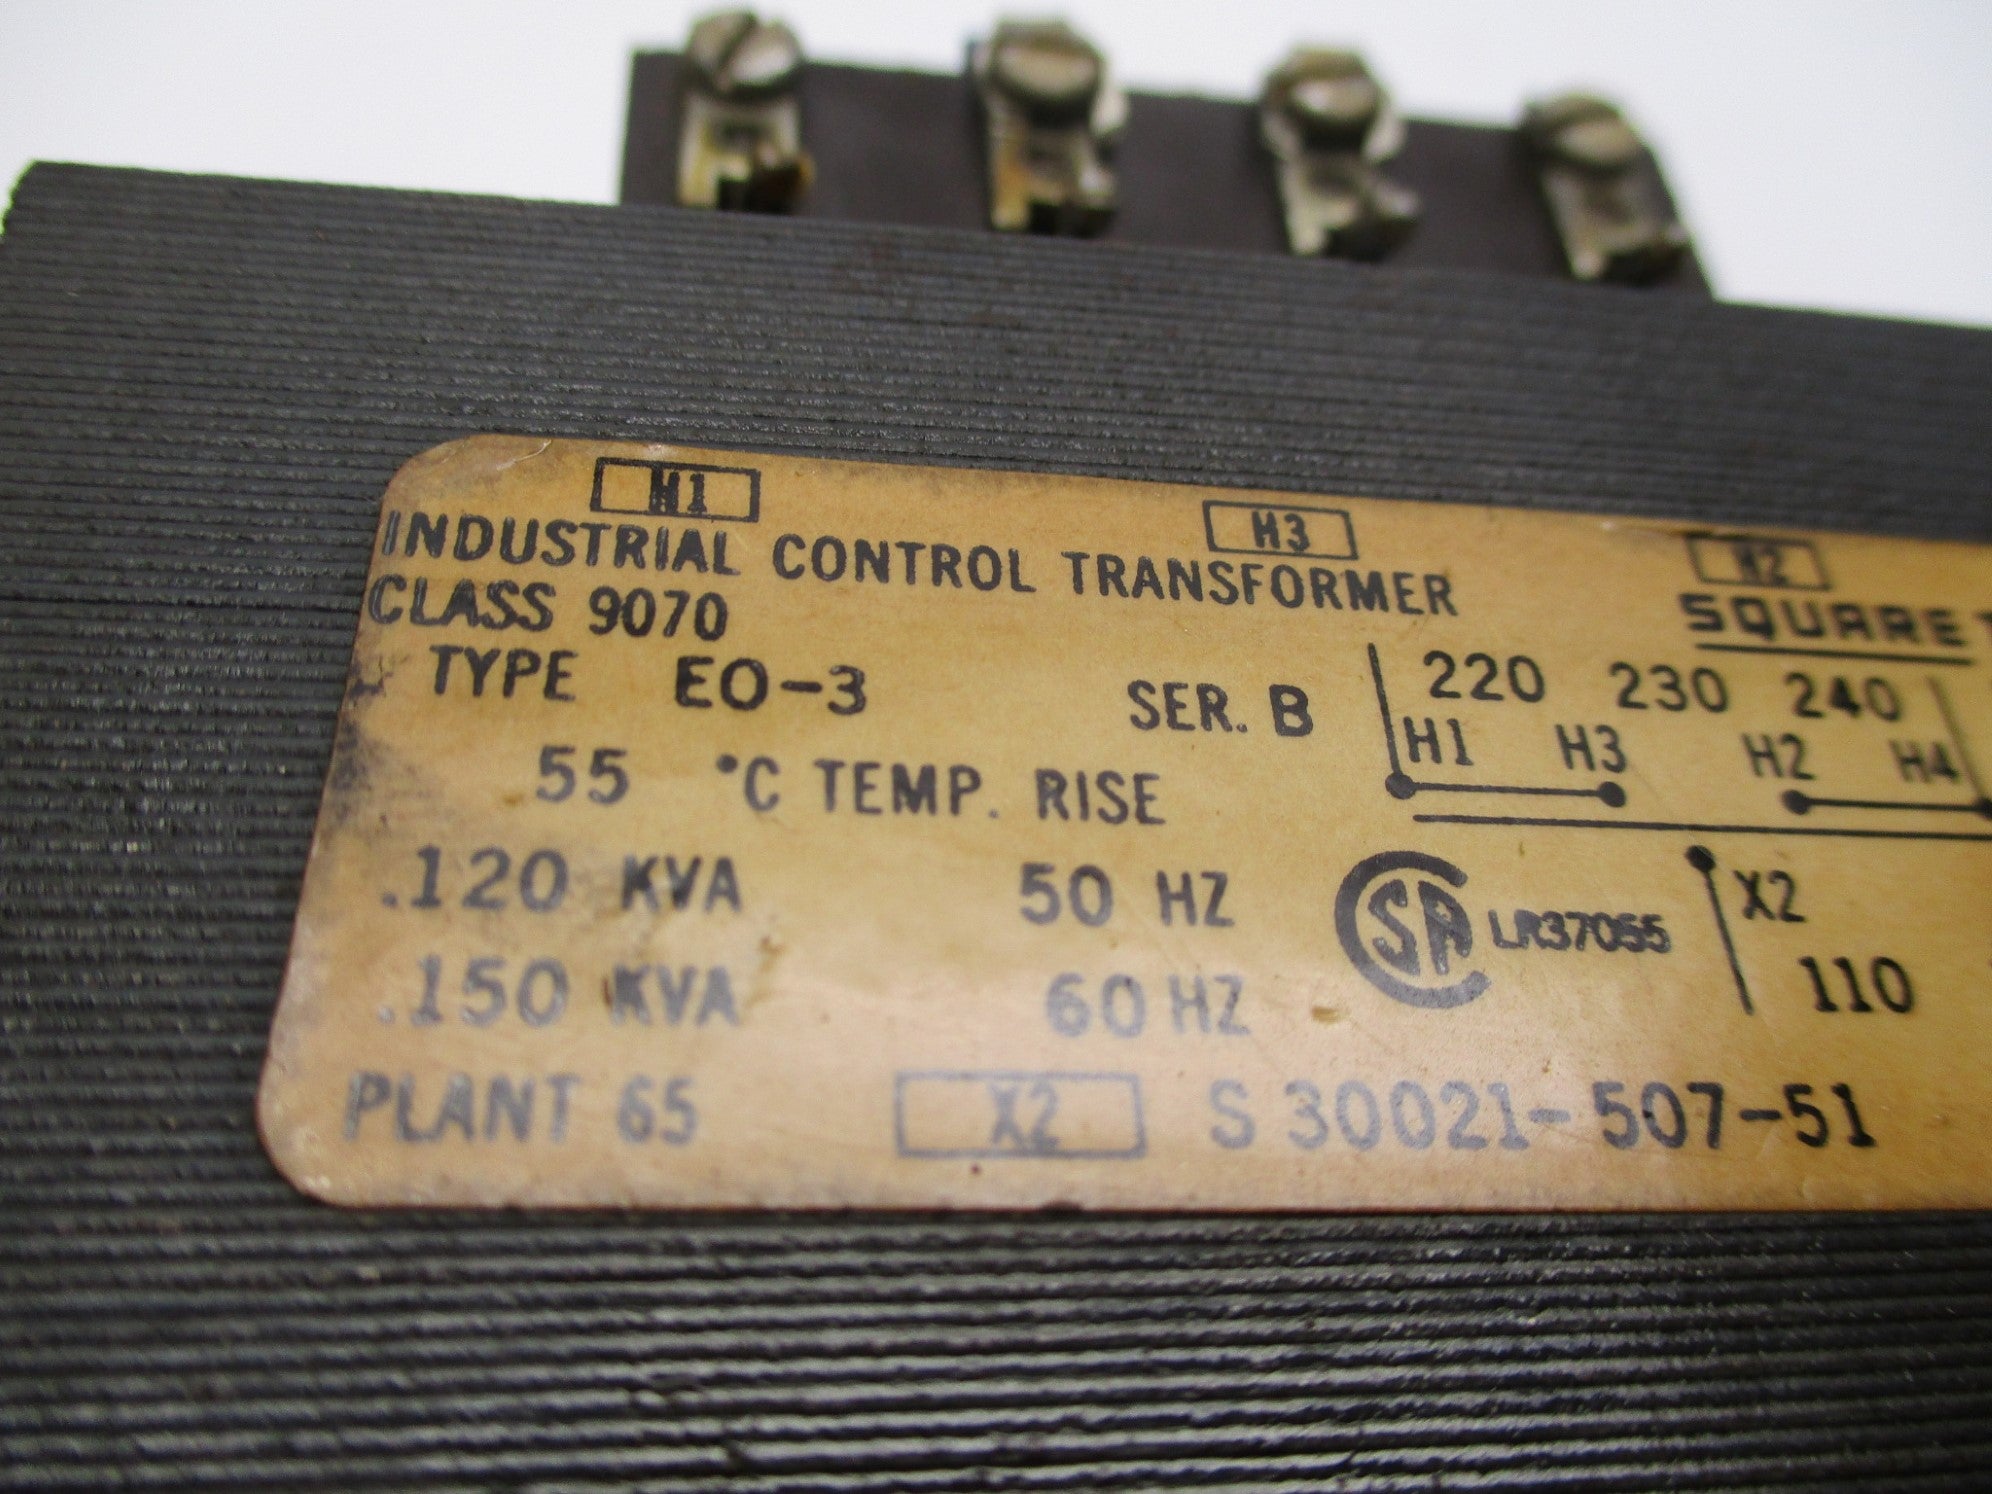 H1 H3 H2
INDUSTRIAL CONTROL TRANSFORMER
CLASS 9070 SQUARE
TYPE EO-3 SER. B
220 230 240
H1 H3 H2 H4
55 °C TEMP. RISE
.120 KVA 50 HZ
SA LR37055
X2
110
.150 KVA 60 HZ
PLANT 65 X2 S 30021-507-51